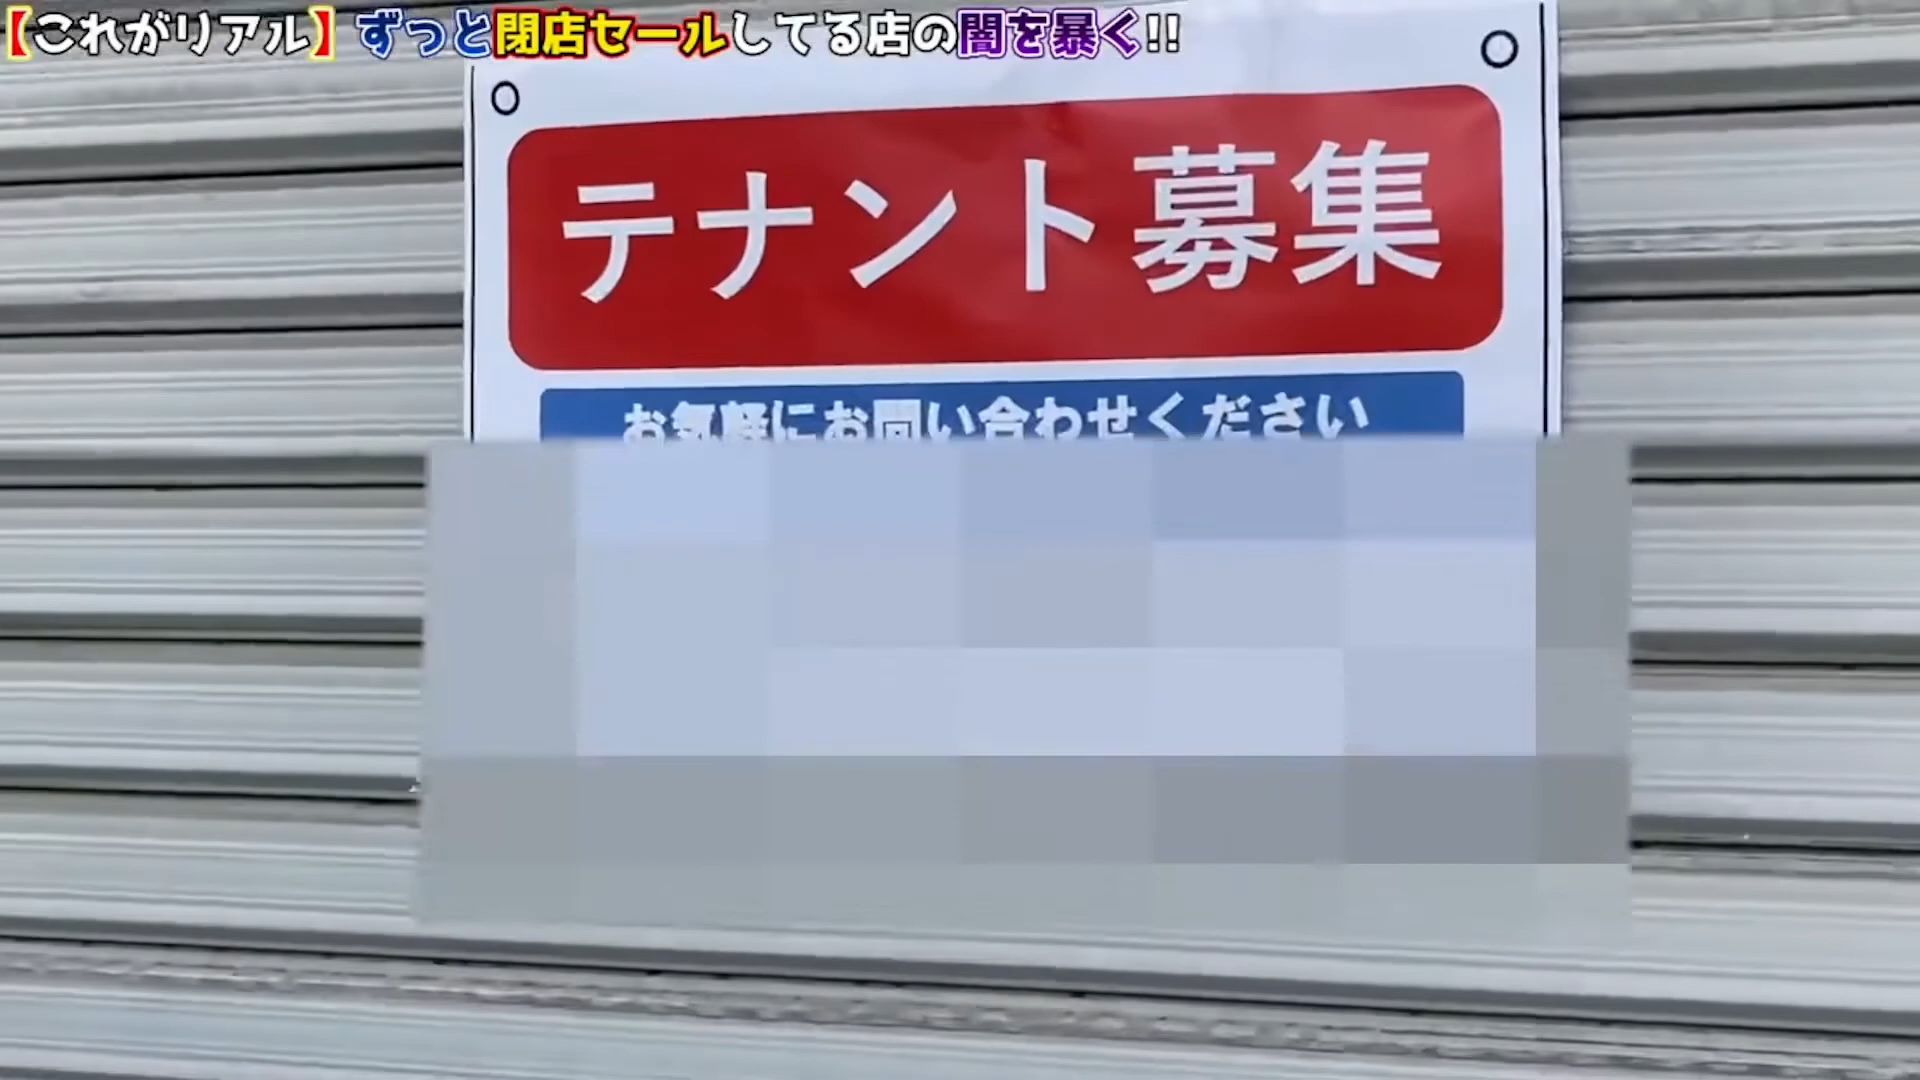 【これがリアル】ずっと閉店セールしてる店の闇を暴く!!
テナント募集
お気軽にお問い合わせください